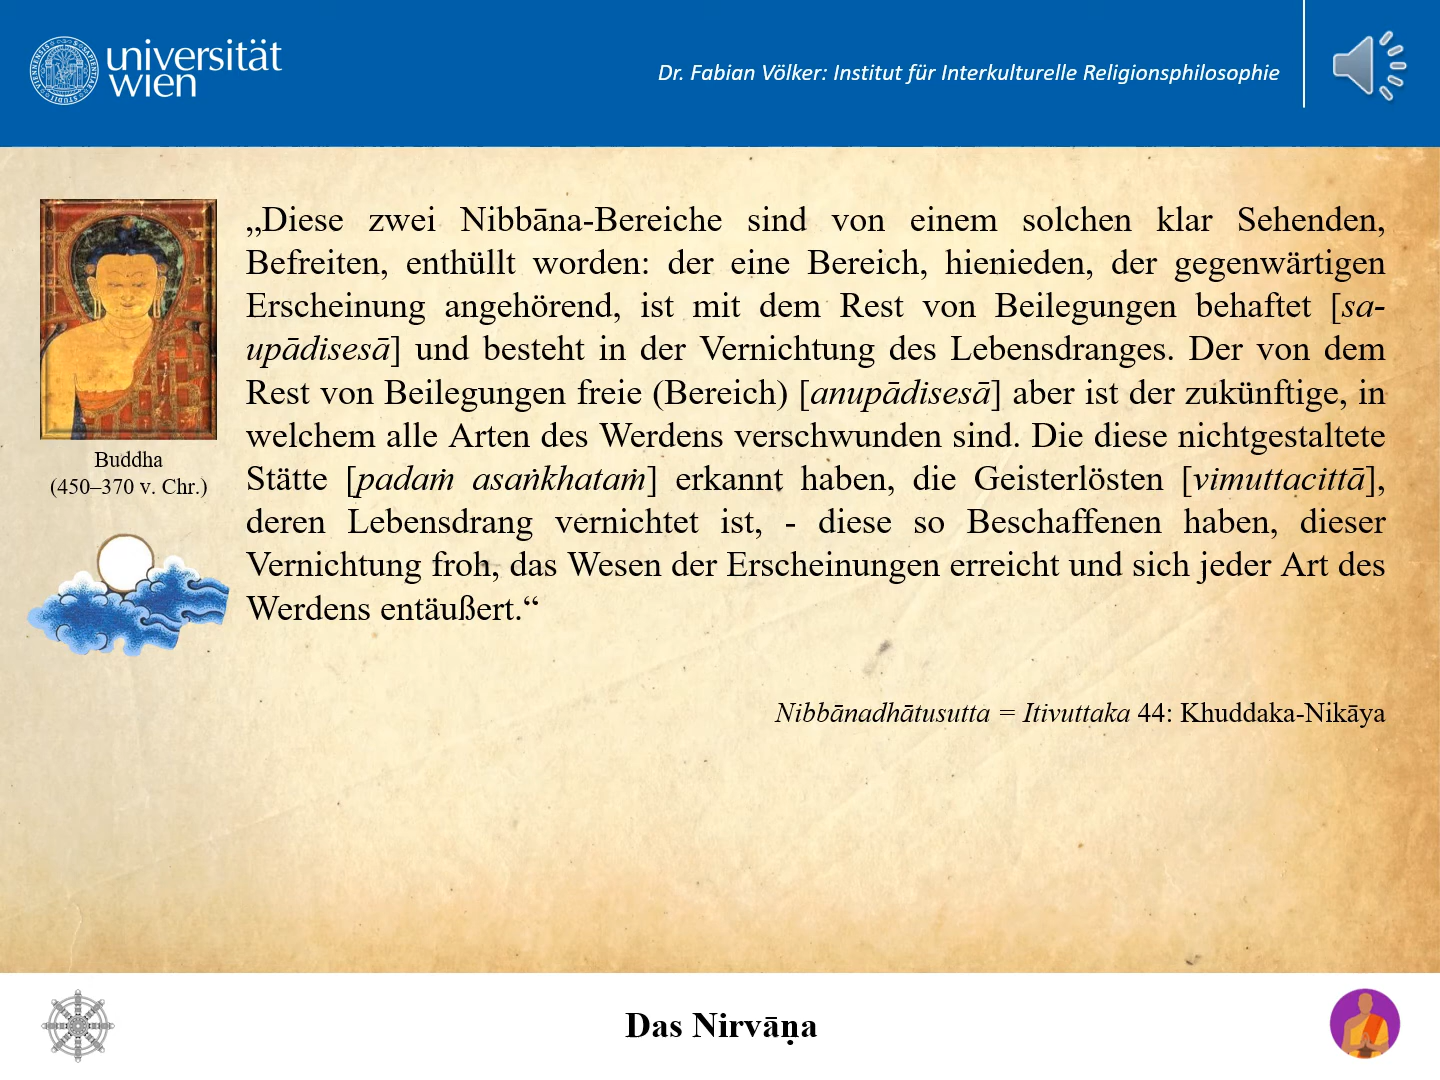 universität
wien
Dr. Fabian Völker: Institut für Interkulturelle Religionsphilosophie
„Diese zwei Nibbāna-Bereiche sind von einem solchen klar Sehenden,
Befreiten, enthüllt worden: der eine Bereich, hienieden, der gegenwärtigen
Erscheinung angehörend, ist mit dem Rest von Beilegungen behaftet [sa-
upādisesā] und besteht in der Vernichtung des Lebensdranges. Der von dem
Rest von Beilegungen freie (Bereich) [anupādisesā] aber ist der zukünftige, in
welchem alle Arten des Werdens verschwunden sind. Die diese nichtgestaltete
Stätte [padaṁ asaṅkhataṁ] erkannt haben, die Geisterlösten [vimuttacittā],
deren Lebensdrang vernichtet ist, - diese so Beschaffenen haben, dieser
Vernichtung froh, das Wesen der Erscheinungen erreicht und sich jeder Art des
Werdens entäußert.“
Buddha
(450–370 v. Chr.)
Nibbānadhātusutta = Itivuttaka 44: Khuddaka-Nikāya
Das Nirvāṇa